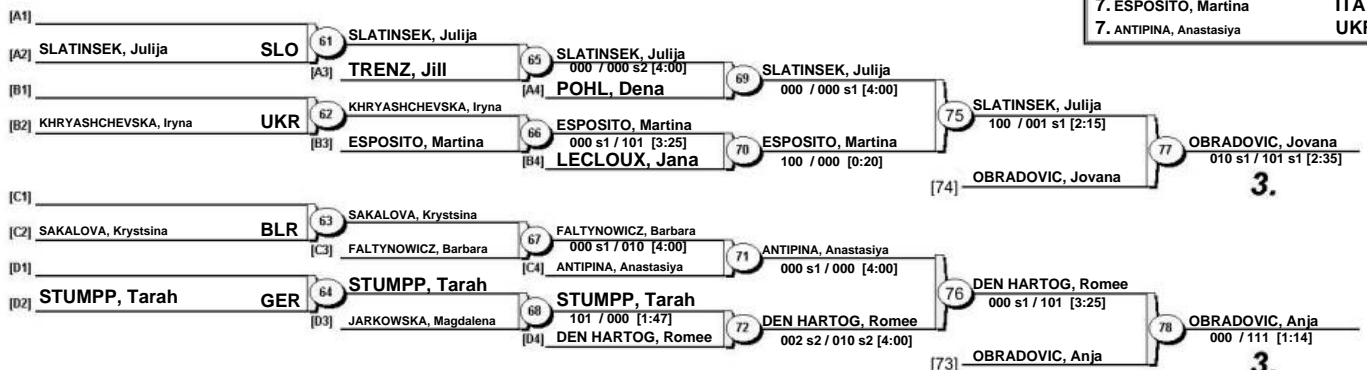 7. ESPOSITO, Martina ITA
7. ANTIPINA, Anastasiya UKR
[A1]
[A2] SLATINSEK, Julija SLO
61 SLATINSEK, Julija
[A3] TRENZ, Jill
65 SLATINSEK, Julija
000 / 000 s2 [4:00]
[A4] POHL, Dena
69 SLATINSEK, Julija
000 / 000 s1 [4:00]
[B1]
[B2] KHRYASHCHEVSKA, Iryna UKR
62 KHRYASHCHEVSKA, Iryna
[B3] ESPOSITO, Martina
66 ESPOSITO, Martina
000 s1 / 101 [3:25]
[B4] LECLOUX, Jana
70 ESPOSITO, Martina
100 / 000 [0:20]
75 SLATINSEK, Julija
100 / 001 s1 [2:15]
[74] OBRADOVIC, Jovana
77 OBRADOVIC, Jovana
010 s1 / 101 s1 [2:35]
3.
[C1]
[C2] SAKALOVA, Krystsina BLR
63 SAKALOVA, Krystsina
[C3] FALTYNOWICZ, Barbara
67 FALTYNOWICZ, Barbara
000 s1 / 010 [4:00]
[C4] ANTIPINA, Anastasiya
71 ANTIPINA, Anastasiya
000 s1 / 000 [4:00]
[D1]
[D2] STUMPP, Tarah GER
64 STUMPP, Tarah
[D3] JARKOWSKA, Magdalena
68 STUMPP, Tarah
101 / 000 [1:47]
[D4] DEN HARTOG, Romee
72 DEN HARTOG, Romee
002 s2 / 010 s2 [4:00]
76 DEN HARTOG, Romee
000 s1 / 101 [3:25]
[73] OBRADOVIC, Anja
78 OBRADOVIC, Anja
000 / 111 [1:14]
3.